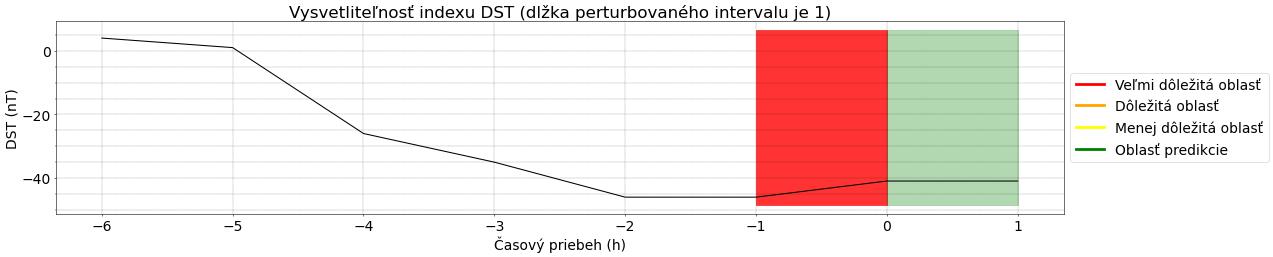 Vysvetliteľnosť indexu DST (dĺžka perturbovaného intervalu je 1)
DST (nT)
0
−20
−40
−6 −5 −4 −3 −2 −1 0 1
Časový priebeh (h)
Veľmi dôležitá oblasť
Dôležitá oblasť
Menej dôležitá oblasť
Oblasť predikcie